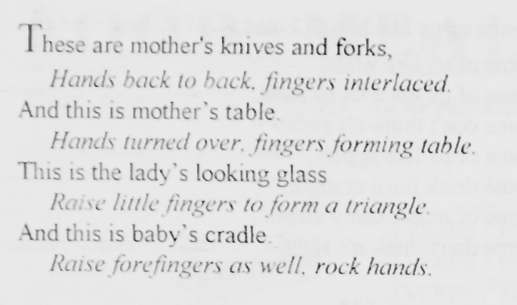 These are mother's knives and forks,
Hands back to back, fingers interlaced.
And this is mother's table.
Hands turned over, fingers forming table.
This is the lady's looking glass
Raise little fingers to form a triangle.
And this is baby's cradle.
Raise forefingers as well, rock hands.